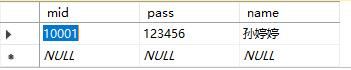 mid pass name
10001 123456 孙婷婷
NULL NULL NULL